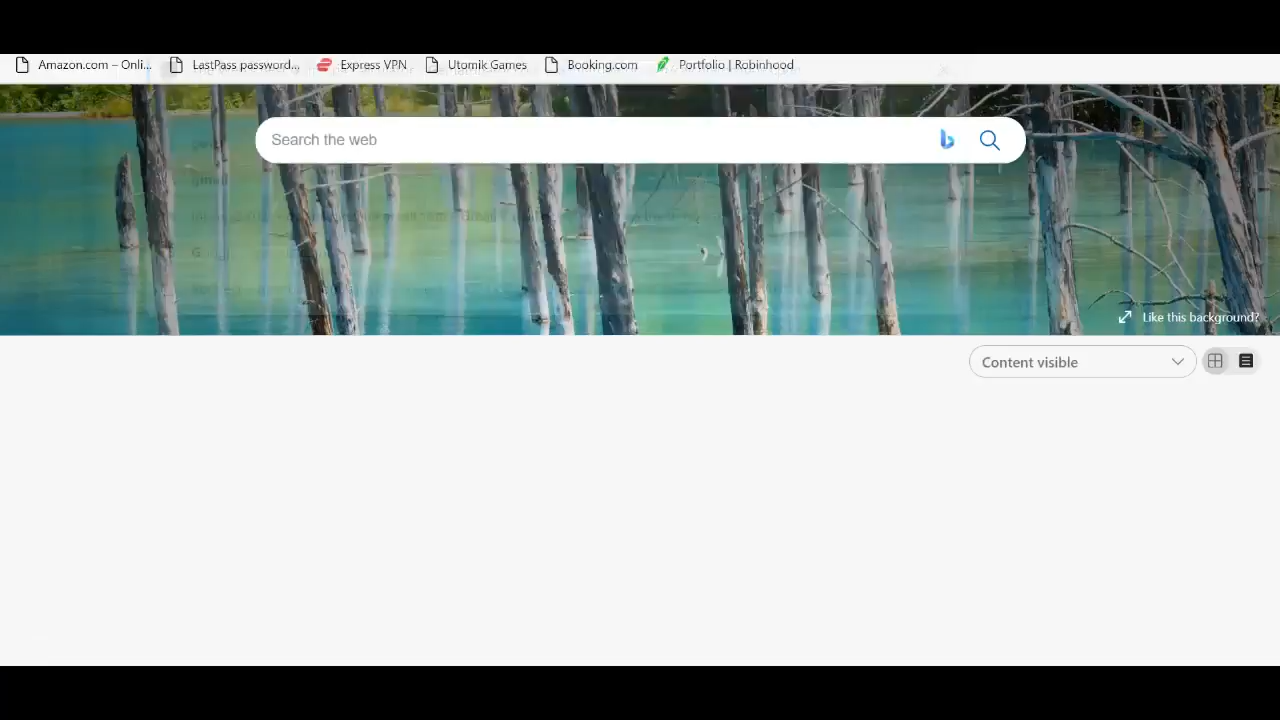 Amazon.com – Onli... LastPass password... Express VPN Utomik Games Booking.com Portfolio | Robinhood
Search the web
Gmail
Like this background?
Content visible